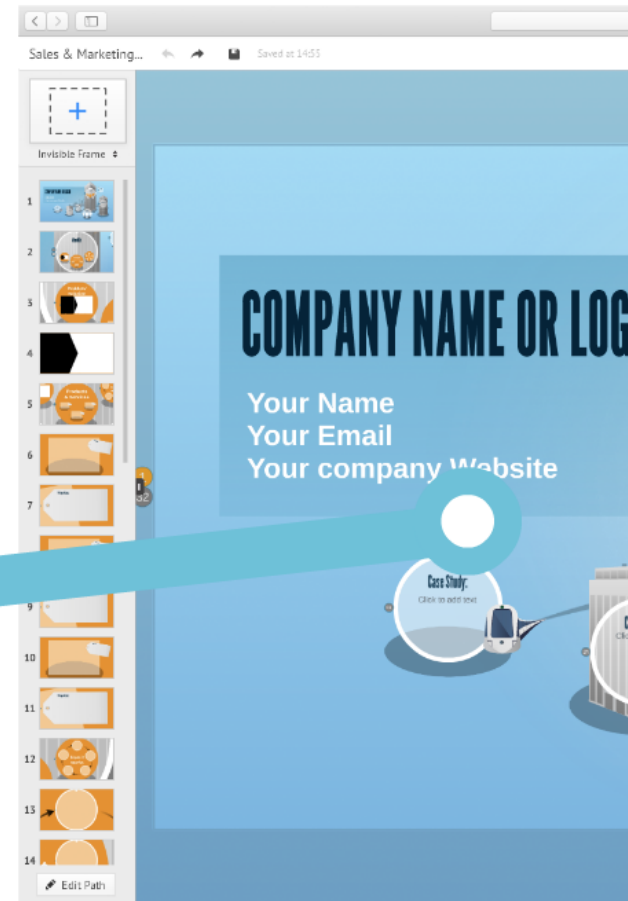 Sales & Marketing...
Saved at 14:55
Invisible Frame
1
2
3
4
5
6
7
9
10
11
12
13
14
Edit Path
COMPANY NAME OR LOG
Your Name
Your Email
Your company Website
Case Study:
Click to add text